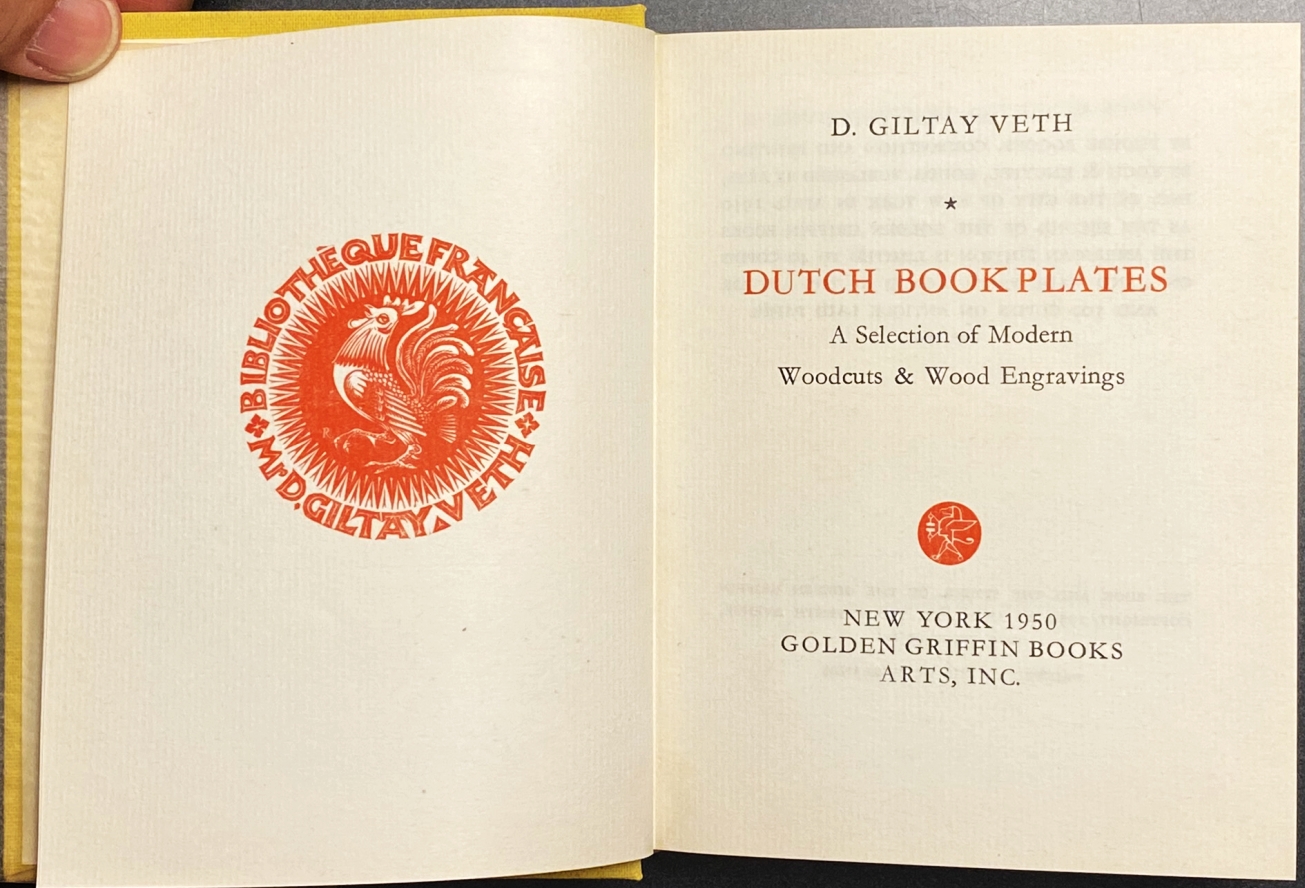 BIBLIOTHÈQUE FRANCAISE
Mr D. GILTAY VETH
D. GILTAY VETH
DUTCH BOOKPLATES
A Selection of Modern
Woodcuts & Wood Engravings
NEW YORK 1950
GOLDEN GRIFFIN BOOKS
ARTS, INC.